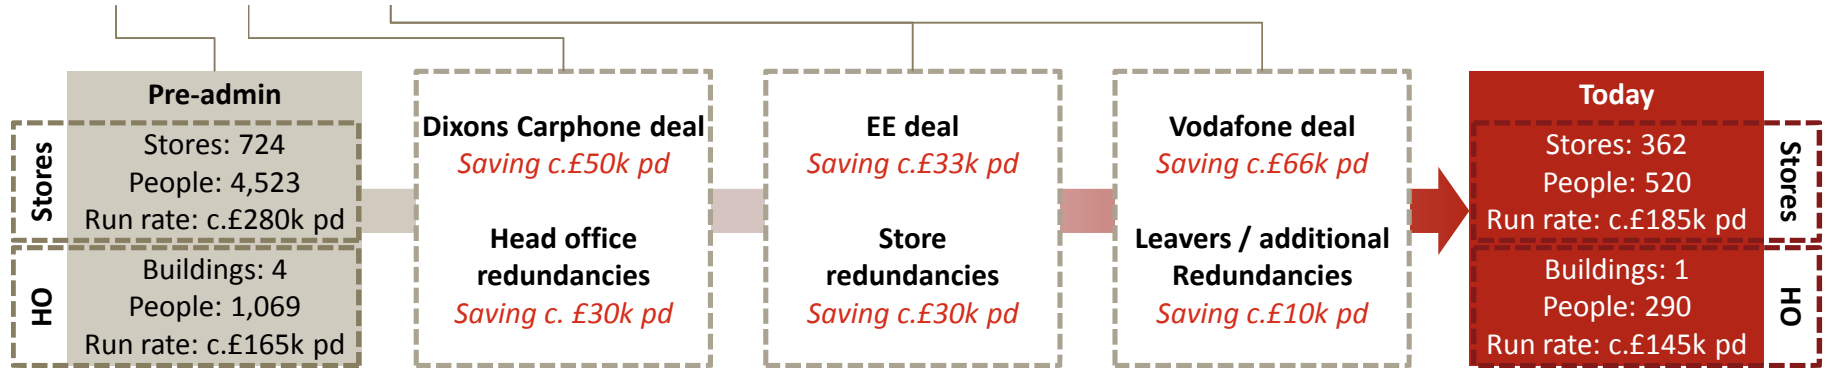 Pre-admin
Stores
Stores: 724
People: 4,523
Run rate: c.£280k pd
HO
Buildings: 4
People: 1,069
Run rate: c.£165k pd
Dixons Carphone deal
Saving c.£50k pd
Head office
redundancies
Saving c. £30k pd
EE deal
Saving c.£33k pd
Store
redundancies
Saving c.£30k pd
Vodafone deal
Saving c.£66k pd
Leavers / additional
Redundancies
Saving c.£10k pd
Today
Stores: 362
People: 520
Run rate: c.£185k pd
Stores
Buildings: 1
People: 290
Run rate: c.£145k pd
HO